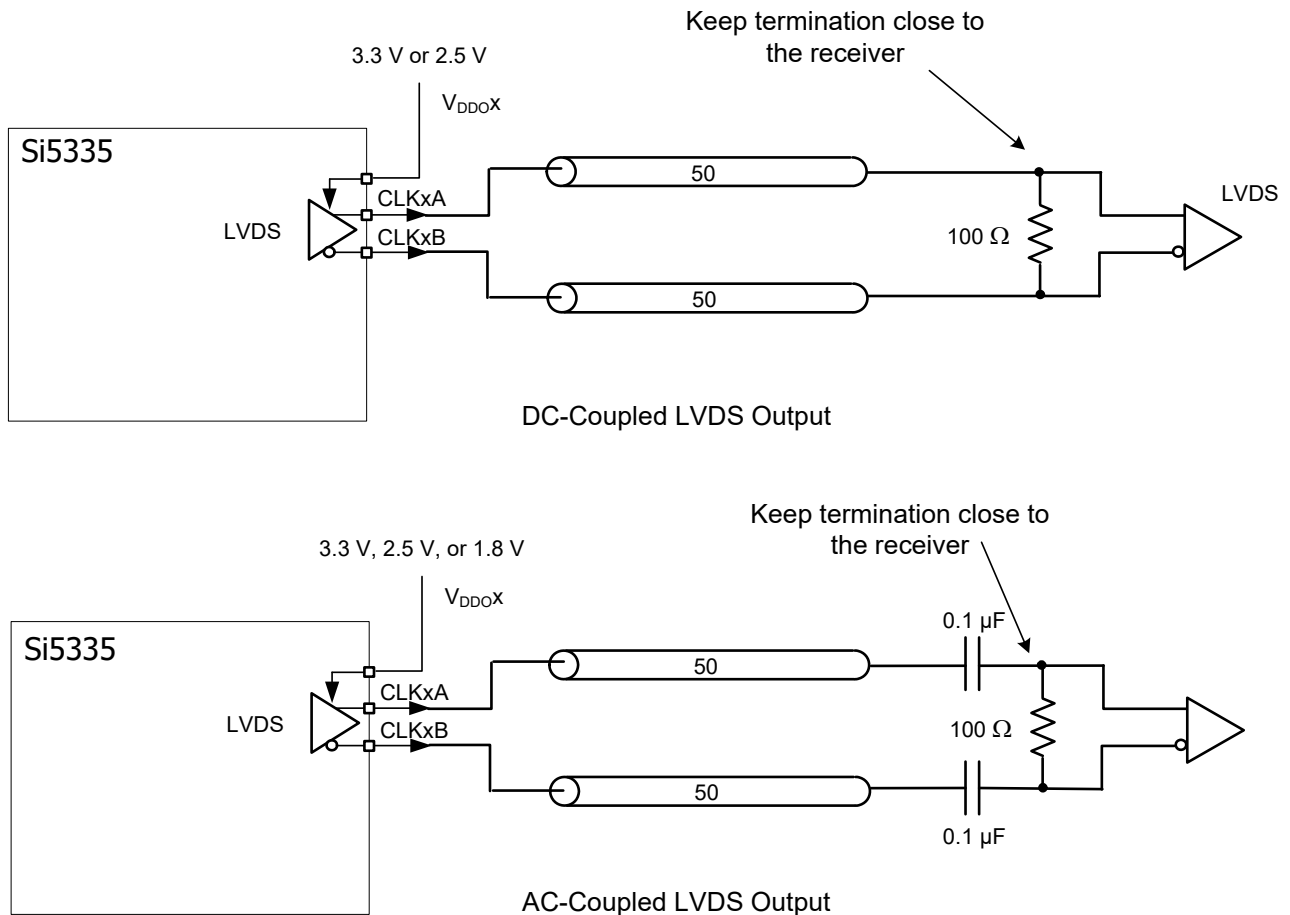 Keep termination close to
the receiver
3.3 V or 2.5 V
VDDOx
Si5335
CLKxA
LVDS
CLKxB
50
50
100 Ω
LVDS
DC-Coupled LVDS Output
Keep termination close to
the receiver
3.3 V, 2.5 V, or 1.8 V
VDDOx
Si5335
CLKxA
LVDS
CLKxB
50
50
0.1 µF
100 Ω
0.1 µF
AC-Coupled LVDS Output